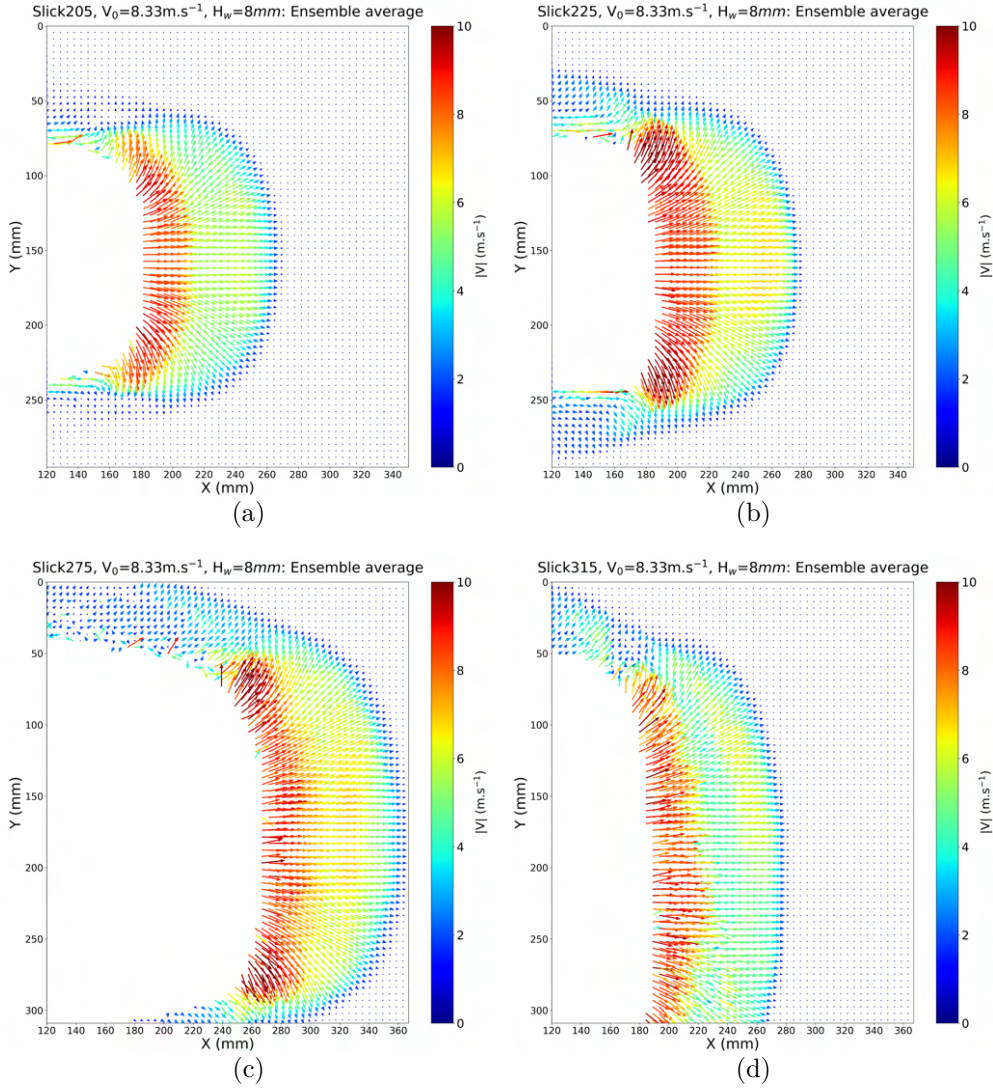 Slick205, V₀=8.33m.s⁻¹, H_w=8mm: Ensemble average
0
50
100
150
200
250
Y (mm)
120 140 160 180 200 220 240 260 280 300 320 340
X (mm)
10
8
6
4
2
0
|V| (m.s⁻¹)
(a)
Slick225, V₀=8.33m.s⁻¹, H_w=8mm: Ensemble average
0
50
100
150
200
250
Y (mm)
120 140 160 180 200 220 240 260 280 300 320 340
X (mm)
10
8
6
4
2
0
|V| (m.s⁻¹)
(b)
Slick275, V₀=8.33m.s⁻¹, H_w=8mm: Ensemble average
0
50
100
150
200
250
300
Y (mm)
120 140 160 180 200 220 240 260 280 300 320 340 360
X (mm)
10
8
6
4
2
0
|V| (m.s⁻¹)
(c)
Slick315, V₀=8.33m.s⁻¹, H_w=8mm: Ensemble average
0
50
100
150
200
250
300
Y (mm)
120 140 160 180 200 220 240 260 280 300 320 340 360
X (mm)
10
8
6
4
2
0
|V| (m.s⁻¹)
(d)